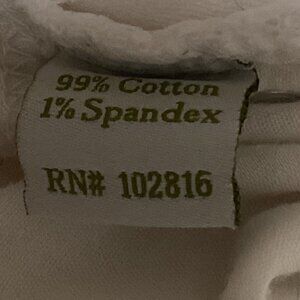 99% Cotton
1% Spandex
RN# 102816